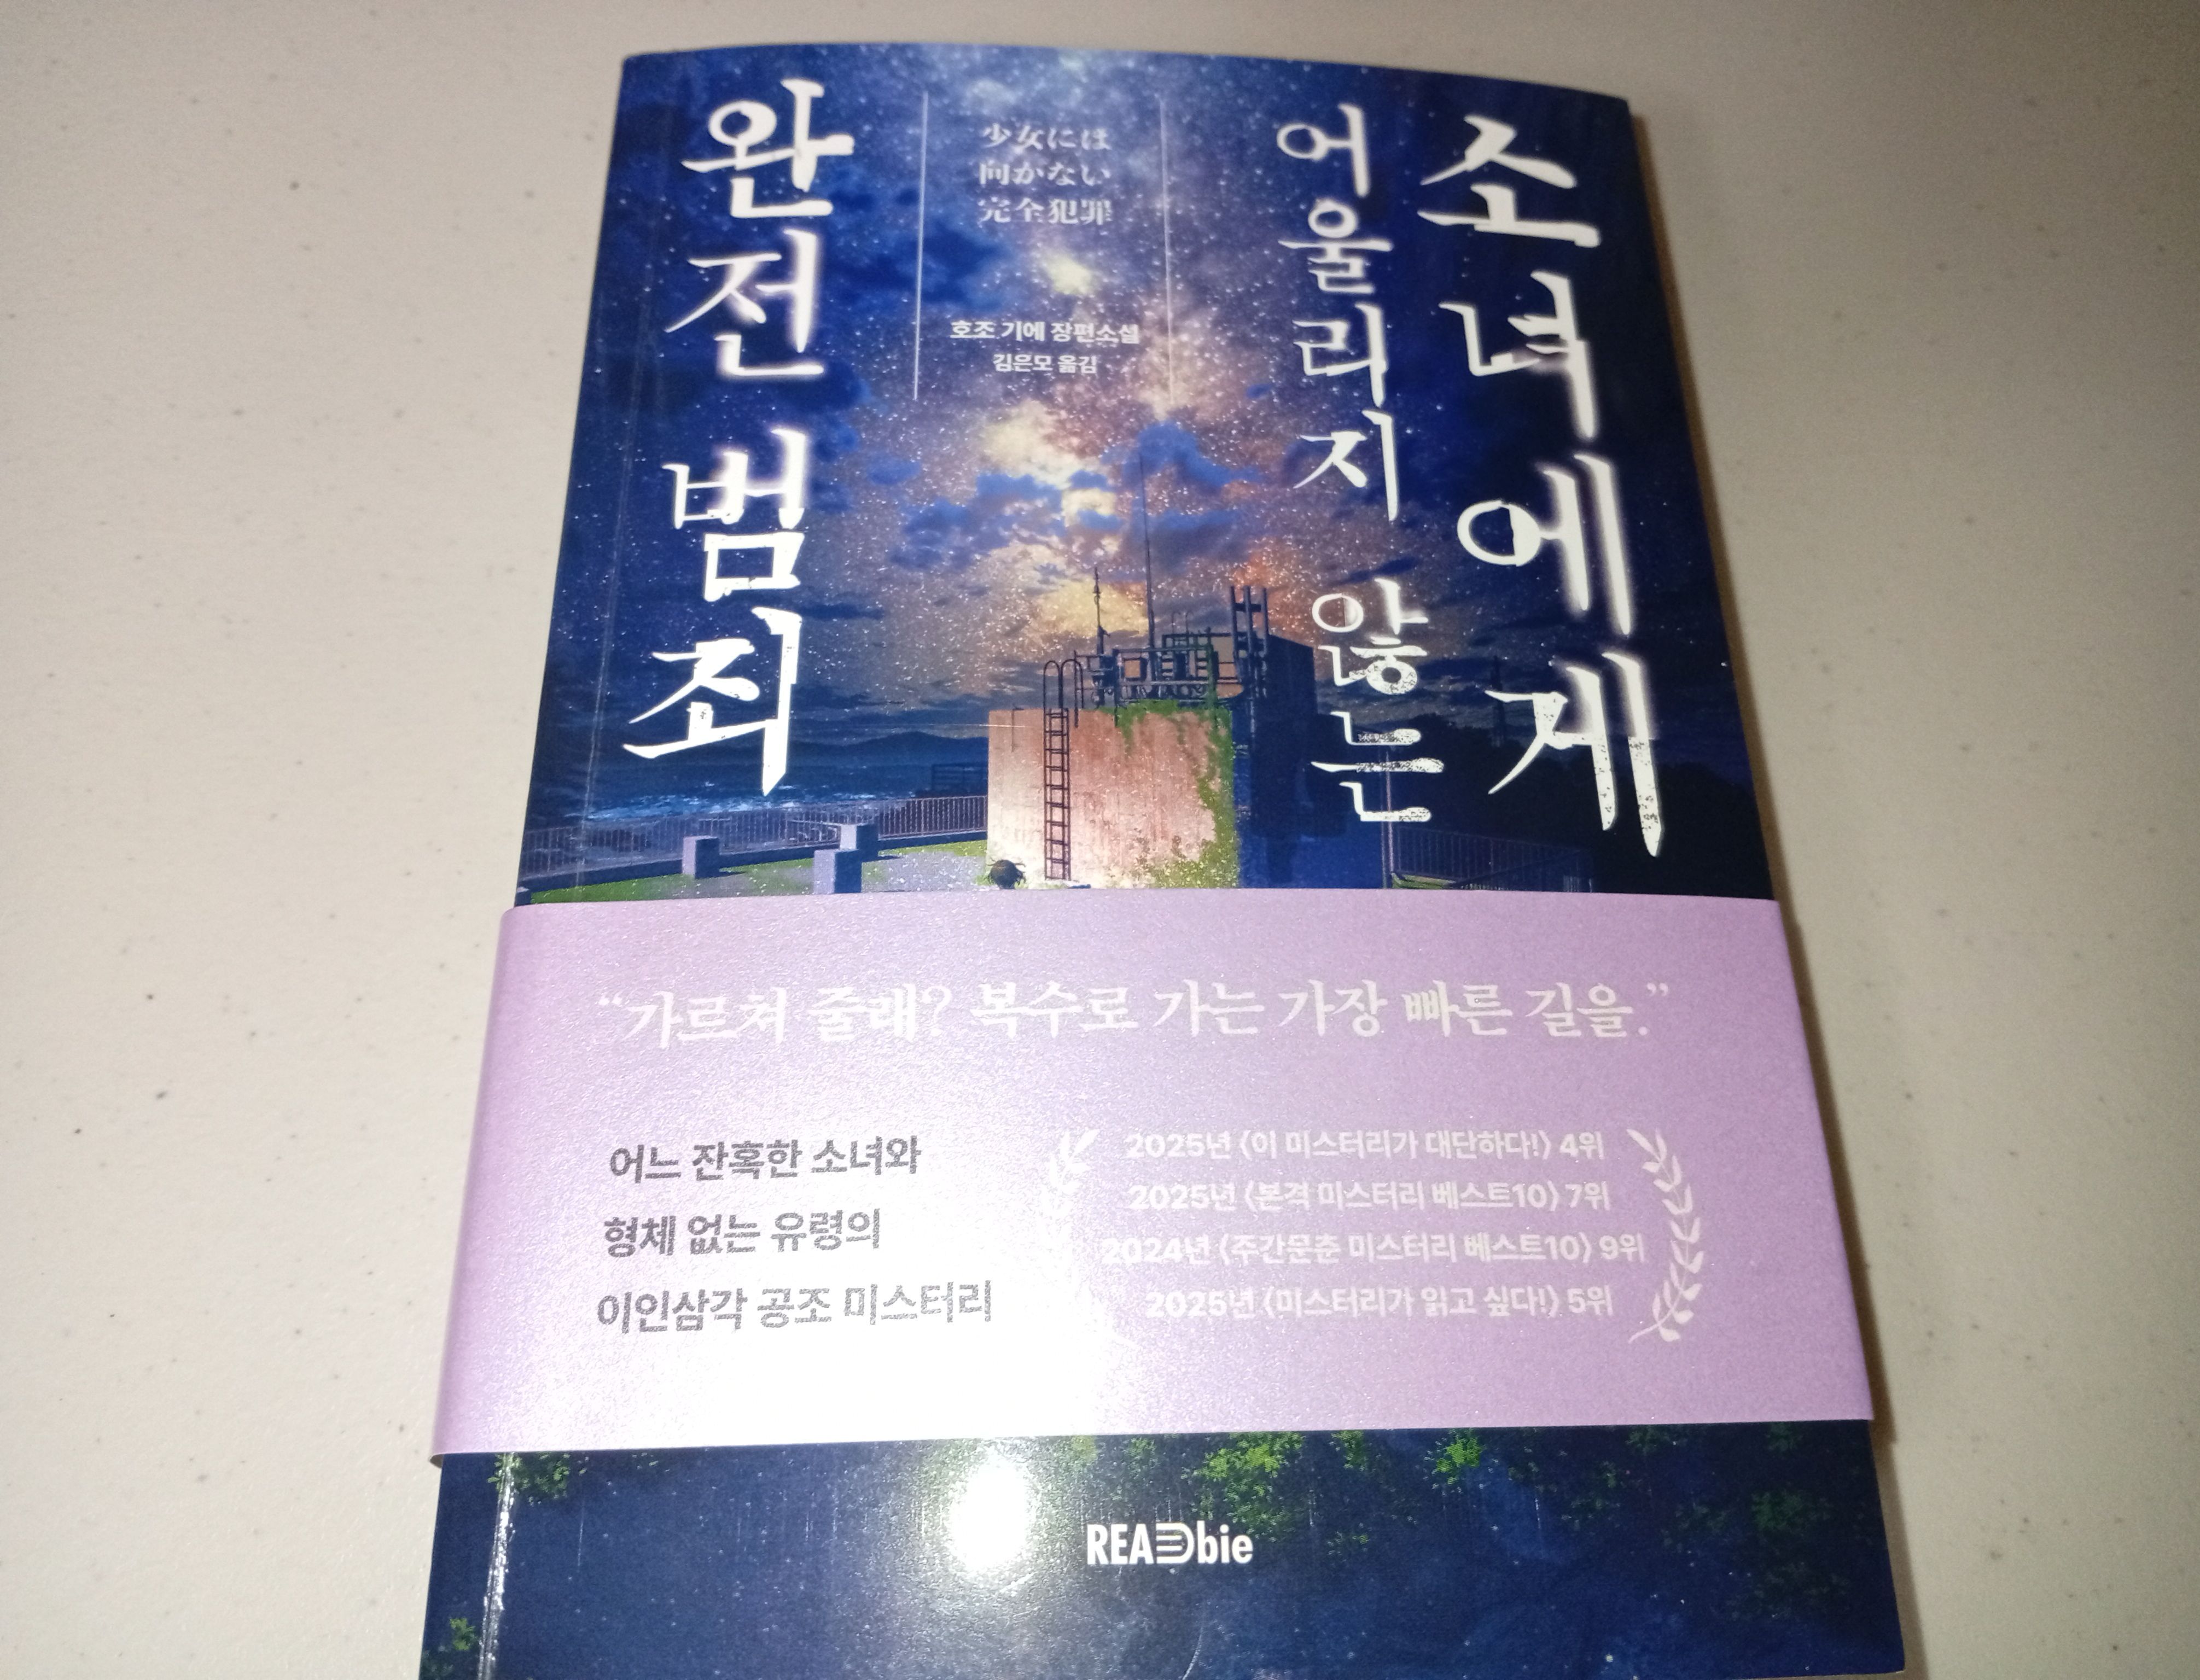 소녀에게
어울리지 않는
少女には
向かない
完全犯罪
호조 기에 장편소설
김은모 옮김
완전 범죄
“가르쳐 줄래? 복수로 가는 가장 빠른 길을.”
어느 잔혹한 소녀와
형체 없는 유령의
이인삼각 공조 미스터리
2025년 〈이 미스터리가 대단하다!〉 4위
2025년 〈본격 미스터리 베스트10〉 7위
2024년 〈주간문춘 미스터리 베스트10〉 9위
2025년 〈미스터리가 읽고 싶다!〉 5위
READbie